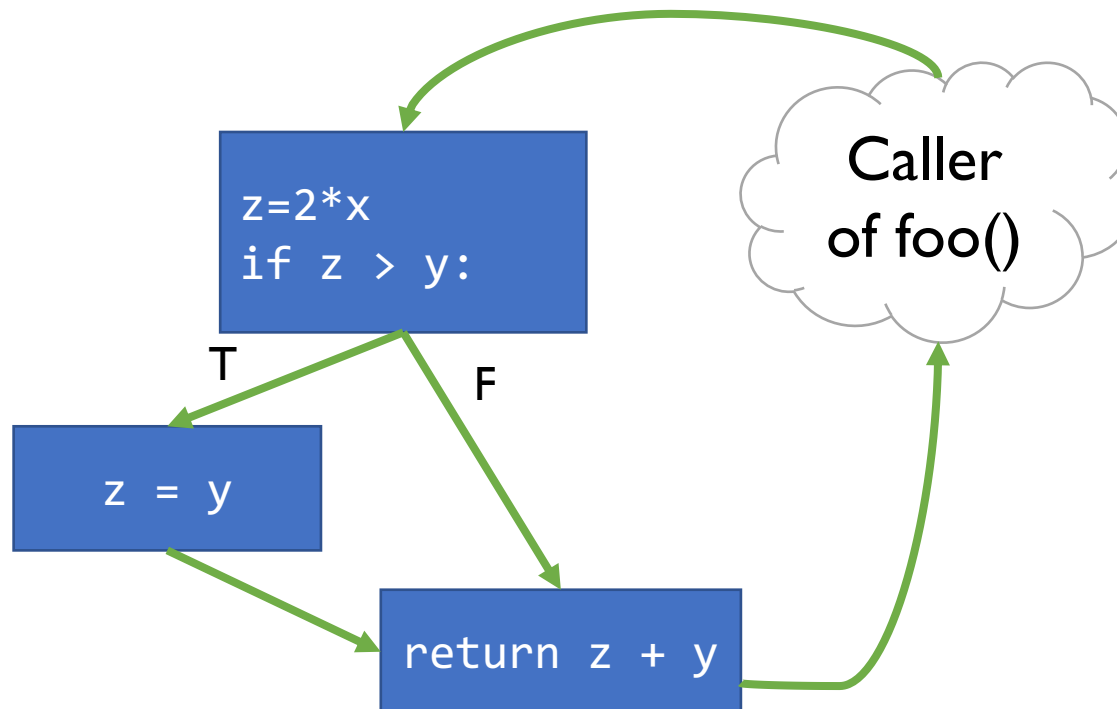 Caller
of foo()
z=2*x
if z > y:
T
F
z = y
return z + y